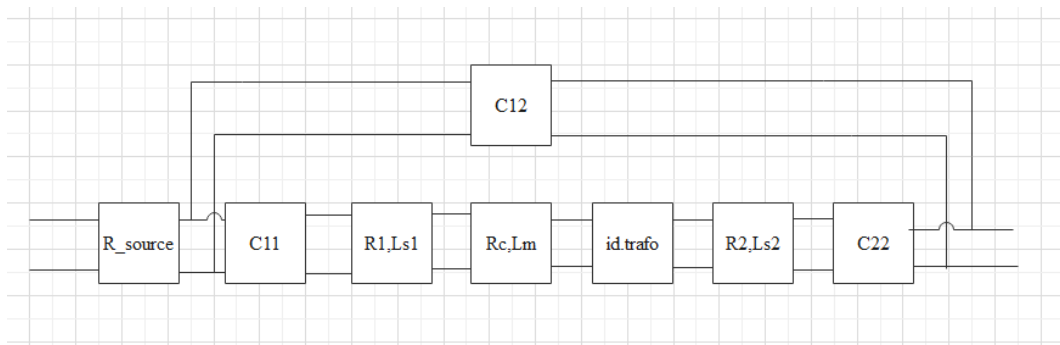 C12
R_source
C11
R1,Ls1
Rc,Lm
id.trafo
R2,Ls2
C22